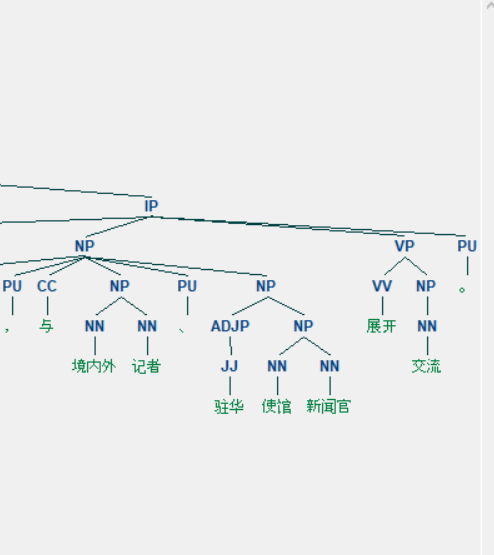 IP
NP VP PU
PU CC NP PU NP VV NP 。
， 与 NN NN 、 ADJP NP 展开 NN
境内外 记者 JJ NN NN 交流
驻华 使馆 新闻官